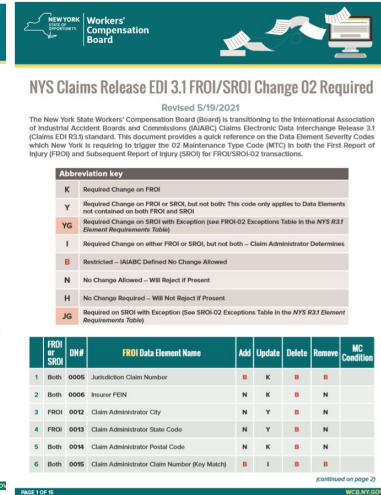 NEW YORK
STATE OF
OPPORTUNITY.
Workers'
Compensation
Board
NYS Claims Release EDI 3.1 FROI/SROI Change 02 Required
Revised 5/19/2021
The New York State Workers' Compensation Board (Board) is transitioning to the International Association
of Industrial Accident Boards and Commissions (IAIABC) Claims Electronic Data Interchange Release 3.1
(Claims EDI R3.1) standard. This document provides a quick reference on the Data Element Severity Codes
which New York is requiring to trigger the 02 Maintenance Type Code (MTC) in both the First Report of
Injury (FROI) and Subsequent Report of Injury (SROI) for FROI/SROI-02 transactions.
Abbreviation key
K Required Change on FROI
Y Required Change on FROI or SROI, but not both: This code only applies to Data Elements
not contained on both FROI and SROI
YG Required Change on SROI with Exception (see FROI-02 Exceptions Table in the NYS R3.1
Element Requirements Table)
I Required Change on either FROI or SROI, but not both – Claim Administrator Determines
B Restricted – IAIABC Defined No Change Allowed
N No Change Allowed – Will Reject if Present
H No Change Required – Will Not Reject if Present
JG Required on SROI with Exception (See SROI-02 Exceptions Table in the NYS R3.1 Element
Requirements Table)
FROI or SROI DN# FROI Data Element Name Add Update Delete Remove MC Condition
1 Both 0005 Jurisdiction Claim Number B K B B
2 Both 0006 Insurer FEIN N K B N
3 FROI 0012 Claim Administrator City N Y B N
4 FROI 0013 Claim Administrator State Code N Y B N
5 Both 0014 Claim Administrator Postal Code N K B N
6 Both 0015 Claim Administrator Claim Number (Key Match) B I B B
(continued on page 2)
PAGE 1 OF 15
WCB.NY.GOV